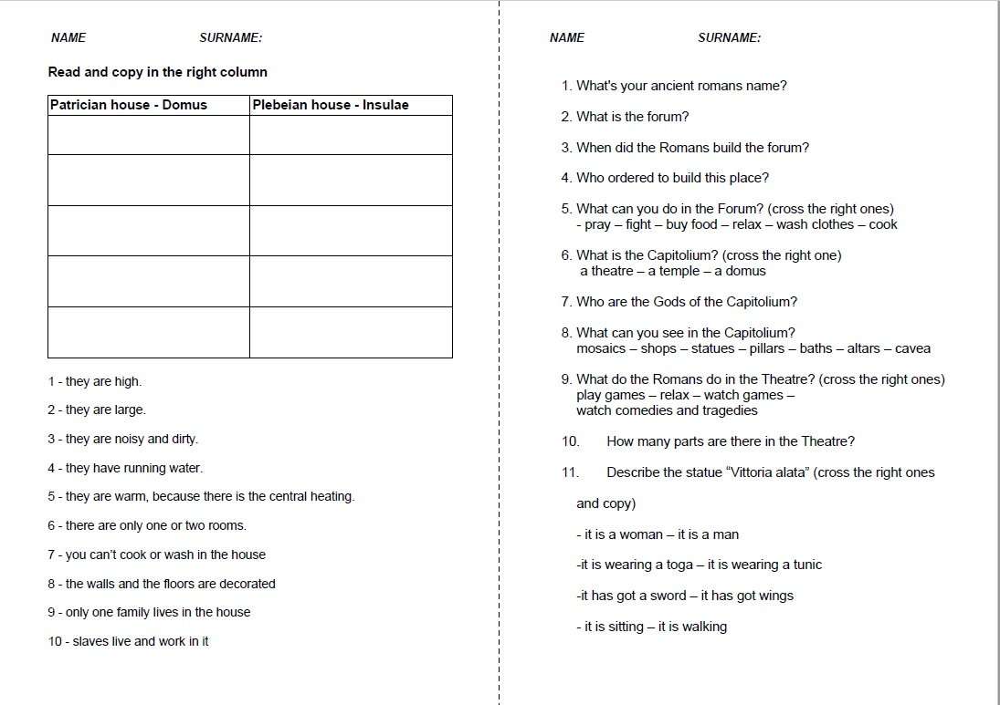 NAME SURNAME:
Read and copy in the right column
Patrician house - Domus
Plebeian house - Insulae
1 - they are high.
2 - they are large.
3 - they are noisy and dirty.
4 - they have running water.
5 - they are warm, because there is the central heating.
6 - there are only one or two rooms.
7 - you can’t cook or wash in the house
8 - the walls and the floors are decorated
9 - only one family lives in the house
10 - slaves live and work in it
NAME SURNAME:
1. What's your ancient romans name?
2. What is the forum?
3. When did the Romans build the forum?
4. Who ordered to build this place?
5. What can you do in the Forum? (cross the right ones)
- pray – fight – buy food – relax – wash clothes – cook
6. What is the Capitolium? (cross the right one)
a theatre – a temple – a domus
7. Who are the Gods of the Capitolium?
8. What can you see in the Capitolium?
mosaics – shops – statues – pillars – baths – altars – cavea
9. What do the Romans do in the Theatre? (cross the right ones)
play games – relax – watch games –
watch comedies and tragedies
10. How many parts are there in the Theatre?
11. Describe the statue “Vittoria alata” (cross the right ones
and copy)
- it is a woman – it is a man
-it is wearing a toga – it is wearing a tunic
-it has got a sword – it has got wings
- it is sitting – it is walking